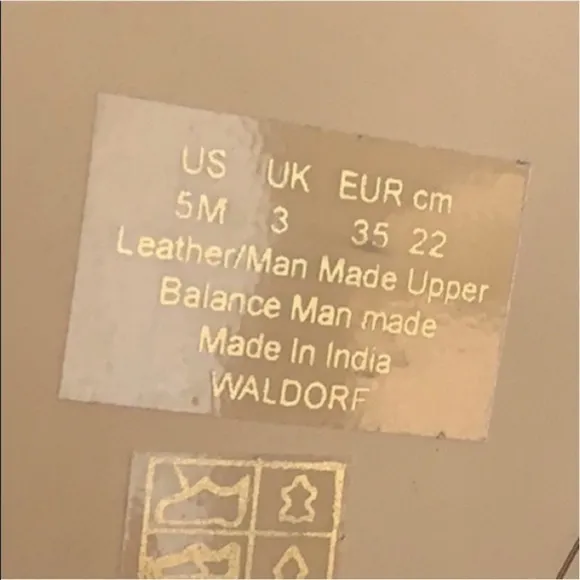 US UK EUR cm
5M 3 35 22
Leather/Man Made Upper
Balance Man made
Made In India
WALDORF